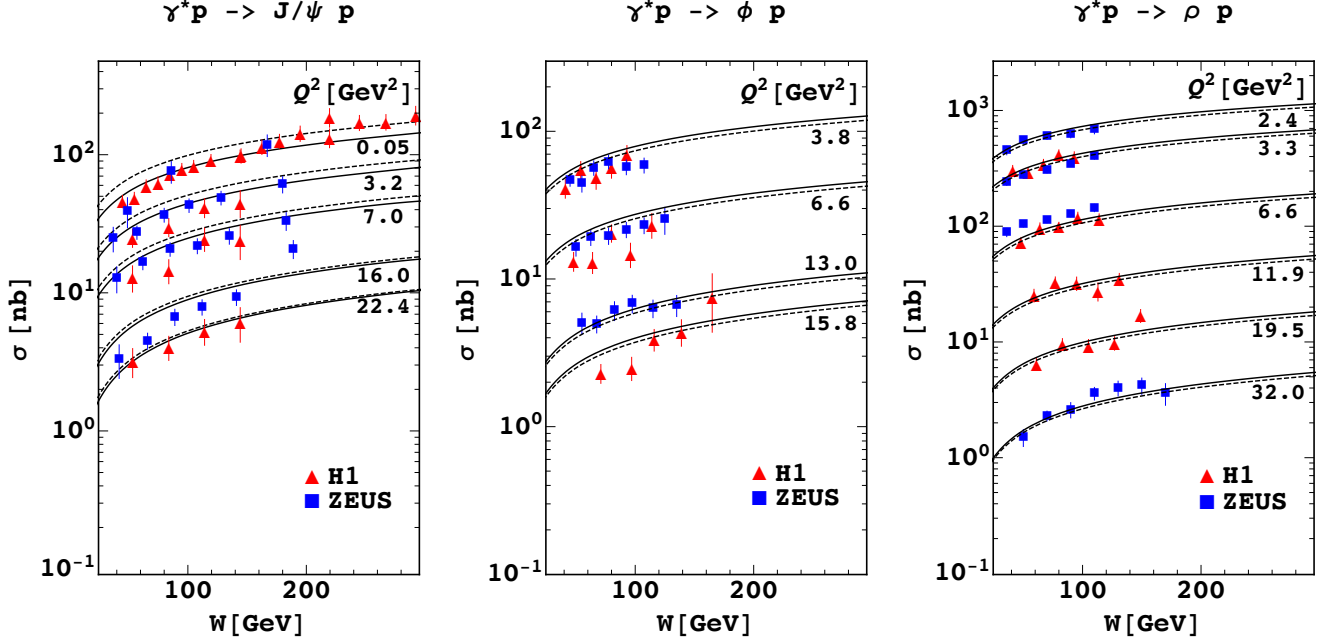 γ*p -> J/ψ p
Q²[GeV²]
0.05
3.2
7.0
16.0
22.4
H1
ZEUS
10²
10¹
10⁰
10⁻¹
σ [nb]
100
200
W[GeV]
γ*p -> ϕ p
Q²[GeV²]
3.8
6.6
13.0
15.8
H1
ZEUS
10²
10¹
10⁰
10⁻¹
σ [nb]
100
200
W[GeV]
γ*p -> ρ p
Q²[GeV²]
2.4
3.3
6.6
11.9
19.5
32.0
H1
ZEUS
10³
10²
10¹
10⁰
10⁻¹
σ [nb]
100
200
W[GeV]